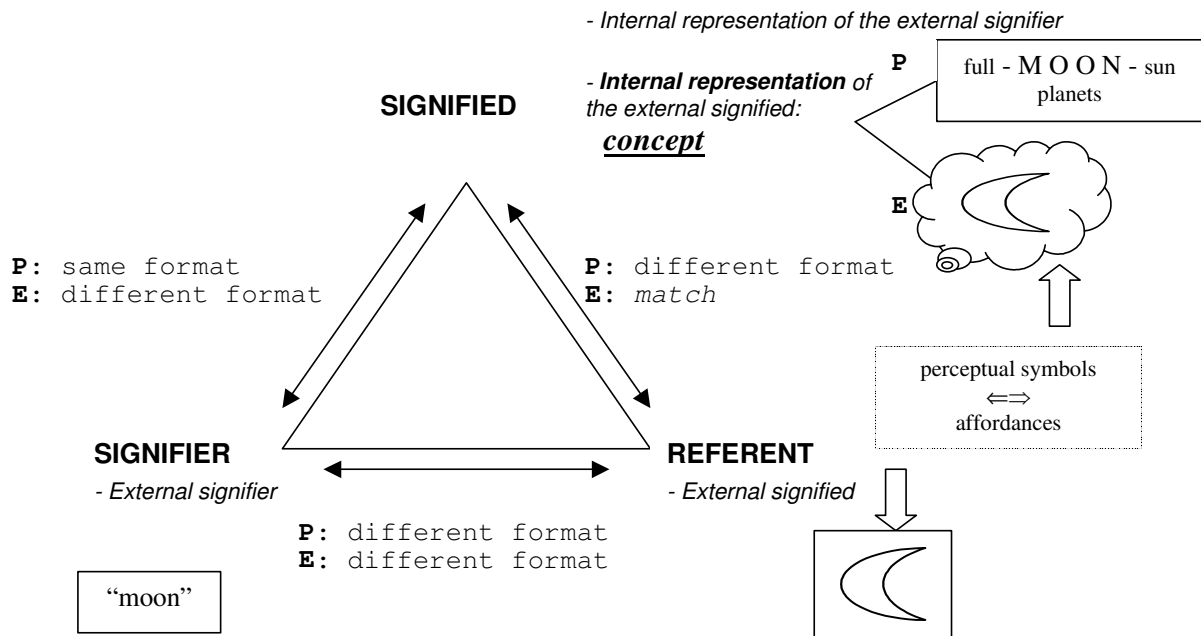 - Internal representation of the external signifier
P
full - M O O N - sun
planets
- Internal representation of
the external signified:
concept
SIGNIFIED
E
P: same format
E: different format
P: different format
E: match
perceptual symbols
⇐⇒
affordances
SIGNIFIER
- External signifier
REFERENT
- External signified
P: different format
E: different format
“moon”